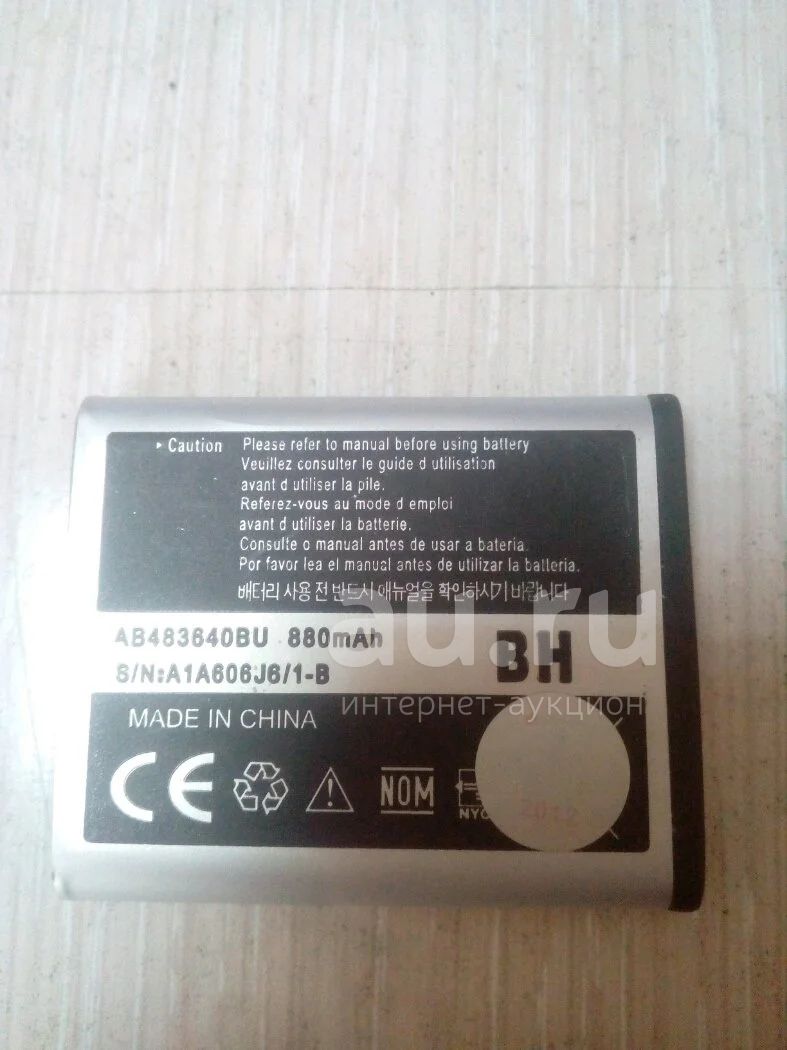 ▸ Caution Please refer to manual before using battery
Veuillez consulter le guide d utilisation
avant d utiliser la pile.
Referez-vous au mode d emploi
avant d utiliser la batterie.
Consulte o manual antes de usar a bateria.
Por favor lea el manual antes de utilizar la batería.
배터리 사용 전 반드시 매뉴얼을 확인하시기 바랍니다
AB483640BU 880mAh
S/N:A1A606J6/1-B
BH
au.ru
интернет-аукцион
MADE IN CHINA
CE
NOM
NYC
2012